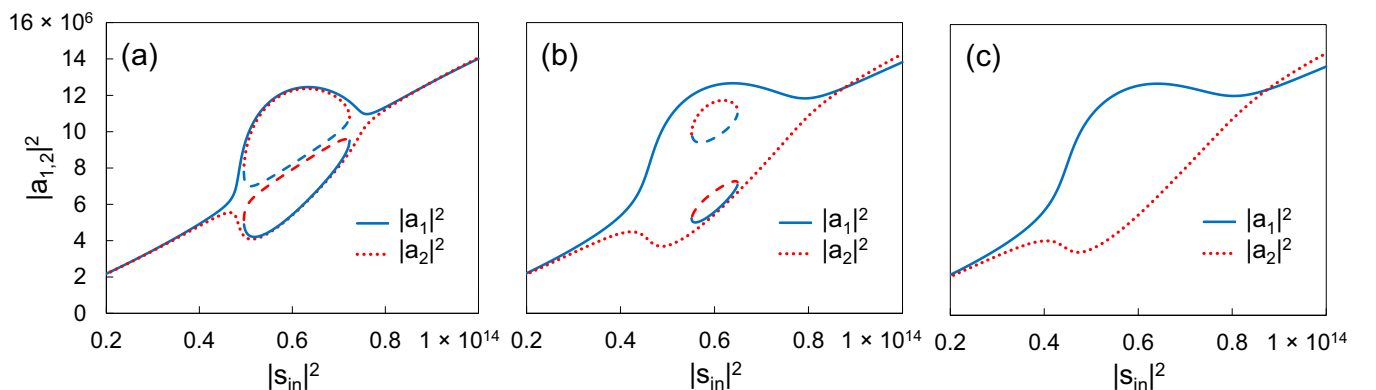 16 × 10⁶
14
12
10
8
6
4
2
0
|a₁,₂|²
(a)
|a₁|²
|a₂|²
0.2
0.4
0.6
0.8
1 × 10¹⁴
|sᵢₙ|²
(b)
|a₁|²
|a₂|²
0.2
0.4
0.6
0.8
1 × 10¹⁴
|sᵢₙ|²
(c)
|a₁|²
|a₂|²
0.2
0.4
0.6
0.8
1 × 10¹⁴
|sᵢₙ|²